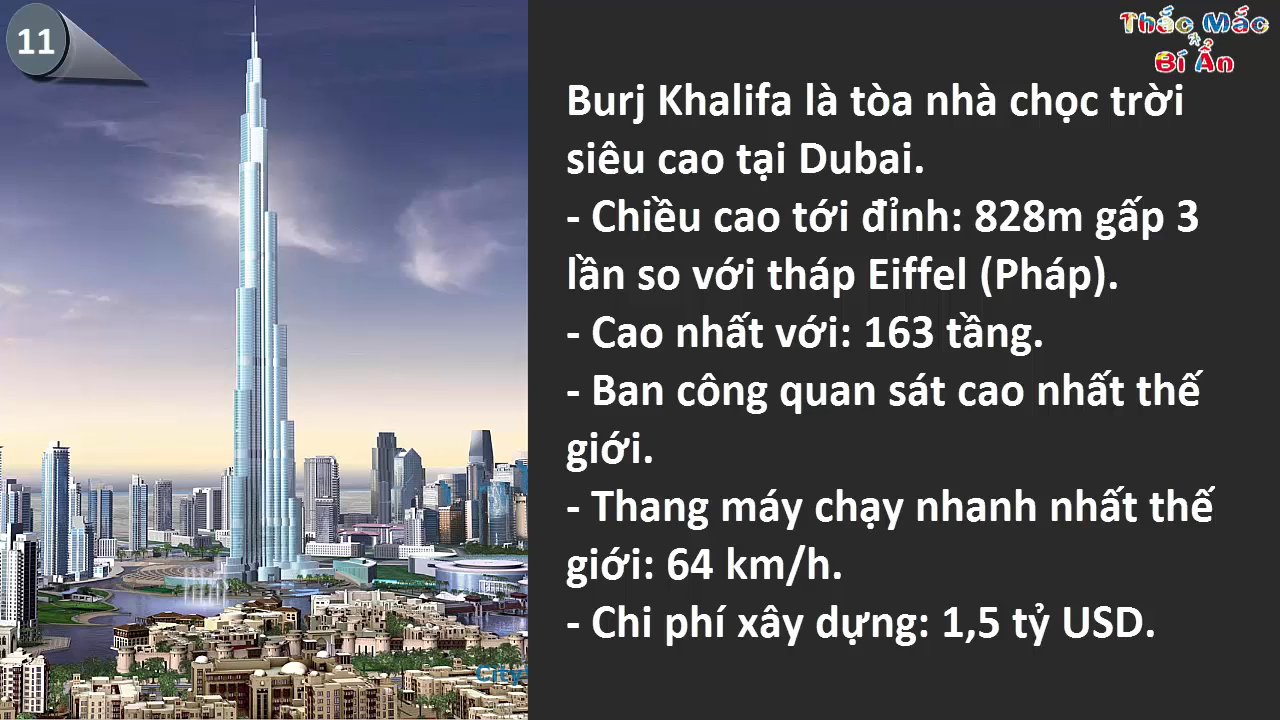 11
Thắc Mắc
Bí Ẩn
Burj Khalifa là tòa nhà chọc trời
siêu cao tại Dubai.
- Chiều cao tới đỉnh: 828m gấp 3
lần so với tháp Eiffel (Pháp).
- Cao nhất với: 163 tầng.
- Ban công quan sát cao nhất thế
giới.
- Thang máy chạy nhanh nhất thế
giới: 64 km/h.
- Chi phí xây dựng: 1,5 tỷ USD.
City